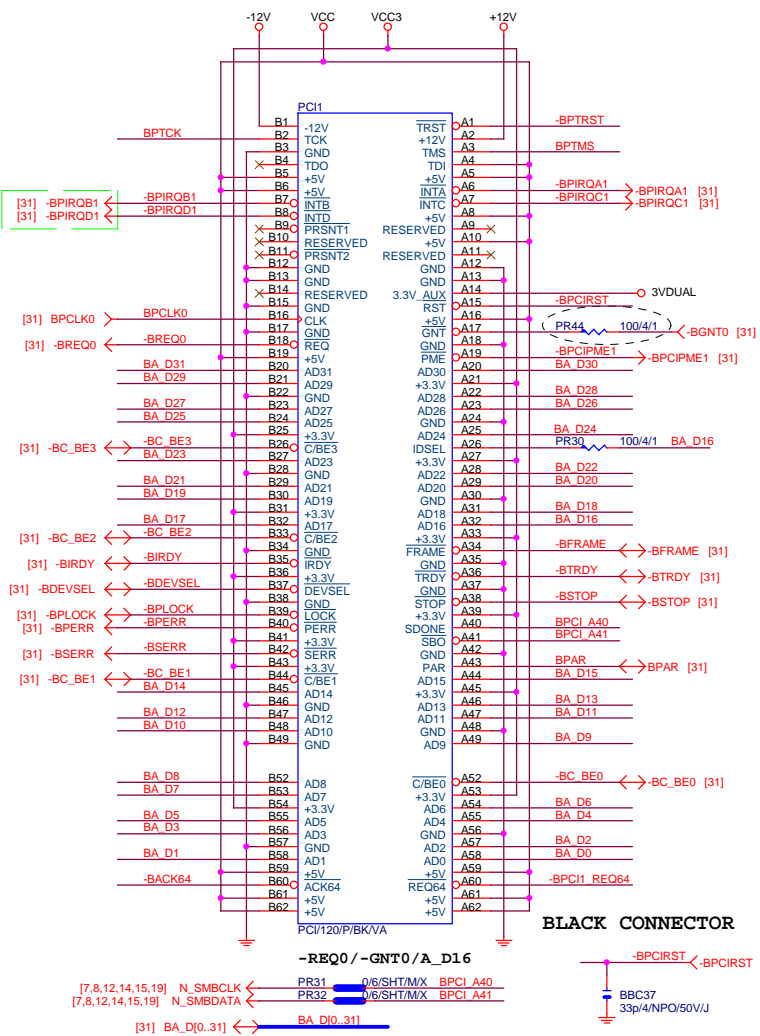 -12V VCC VCC3 +12V
PCI1
B1 -12V TRST A1 -BPTRST
BPTCK B2 TCK +12V A2
B3 GND TMS A3 BPTMS
B4 TDO TDI A4
B5 +5V +5V A5
B6 +5V INTA A6 -BPIRQA1 -BPIRQA1 [31]
[31] -BPIRQB1 -BPIRQB1 B7 INTB INTC A7 -BPIRQC1 -BPIRQC1 [31]
[31] -BPIRQD1 -BPIRQD1 B8 INTD +5V A8
B9 PRSNT1 RESERVED A9
B10 RESERVED +5V A10
B11 PRSNT2 RESERVED A11
B12 GND GND A12
B13 GND GND A13
B14 RESERVED 3.3V_AUX A14 3VDUAL
B15 GND RST A15 -BPCIRST
[31] BPCLK0 BPCLK0 B16 CLK +5V A16
B17 GND GNT A17 PR44 100/4/1 -BGNT0 [31]
[31] -BREQ0 -BREQ0 B18 REQ GND A18
B19 +5V PME A19 -BPCIPME1 -BPCIPME1 [31]
BA_D31 B20 AD31 AD30 A20 BA_D30
BA_D29 B21 AD29 +3.3V A21
B22 GND AD28 A22 BA_D28
BA_D27 B23 AD27 AD26 A23 BA_D26
BA_D25 B24 AD25 GND A24
B25 +3.3V AD24 A25 BA_D24
[31] -BC_BE3 -BC_BE3 B26 C/BE3 IDSEL A26 PR30 100/4/1 BA_D16
BA_D23 B27 AD23 +3.3V A27
B28 GND AD22 A28 BA_D22
BA_D21 B29 AD21 AD20 A29 BA_D20
BA_D19 B30 AD19 GND A30
B31 +3.3V AD18 A31 BA_D18
BA_D17 B32 AD17 AD16 A32 BA_D16
[31] -BC_BE2 -BC_BE2 B33 C/BE2 +3.3V A33
B34 GND FRAME A34 -BFRAME -BFRAME [31]
[31] -BIRDY -BIRDY B35 IRDY GND A35
B36 +3.3V TRDY A36 -BTRDY -BTRDY [31]
[31] -BDEVSEL -BDEVSEL B37 DEVSEL GND A37
B38 GND STOP A38 -BSTOP -BSTOP [31]
[31] -BPLOCK -BPLOCK B39 LOCK +3.3V A39
[31] -BPERR -BPERR B40 PERR SDONE A40 BPCI_A40
B41 +3.3V SBO A41 BPCI_A41
[31] -BSERR -BSERR B42 SERR GND A42
B43 +3.3V PAR A43 BPAR BPAR [31]
[31] -BC_BE1 -BC_BE1 B44 C/BE1 AD15 A44 BA_D15
BA_D14 B45 AD14 +3.3V A45
B46 GND AD13 A46 BA_D13
BA_D12 B47 AD12 AD11 A47 BA_D11
BA_D10 B48 AD10 GND A48
B49 GND AD9 A49 BA_D9
BA_D8 B52 AD8 C/BE0 A52 -BC_BE0 -BC_BE0 [31]
BA_D7 B53 AD7 +3.3V A53
B54 +3.3V AD6 A54 BA_D6
BA_D5 B55 AD5 AD4 A55 BA_D4
BA_D3 B56 AD3 GND A56
B57 GND AD2 A57 BA_D2
BA_D1 B58 AD1 AD0 A58 BA_D0
B59 +5V +5V A59
-BACK64 B60 ACK64 REQ64 A60 -BPCI1_REQ64
B61 +5V +5V A61
B62 +5V +5V A62
PCI/120/P/BK/VA
BLACK CONNECTOR
-REQ0/-GNT0/A_D16
-BPCIRST -BPCIRST
[7,8,12,14,15,19] N_SMBCLK PR31 0/6/SHT/M/X BPCI_A40
[7,8,12,14,15,19] N_SMBDATA PR32 0/6/SHT/M/X BPCI_A41
BBC37
33p/4/NPO/50V/J
[31] BA_D[0..31] BA_D[0..31]